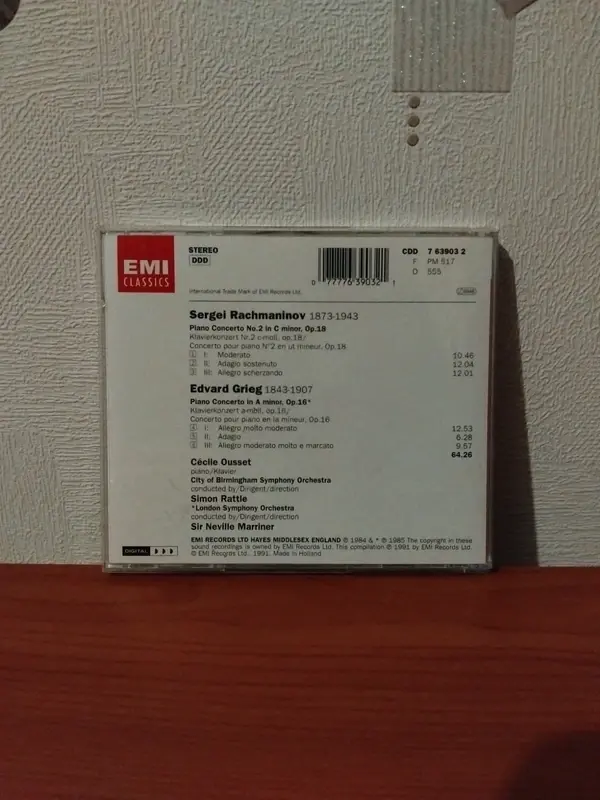 EMI
CLASSICS
STEREO
DDD
0 77776 39032 1
CDD 7 63903 2
F PM 517
D 555
International Trade Mark of EMI Records Ltd.
Sergei Rachmaninov 1873-1943
Piano Concerto No.2 in C minor, Op.18
Klavierkonzert Nr.2 c-moll, op.18/
Concerto pour piano N°2 en ut mineur, Op.18
1 I: Moderato 10.46
2 II: Adagio sostenuto 12.04
3 III: Allegro scherzando 12.01
Edvard Grieg 1843-1907
Piano Concerto in A minor, Op.16*
Klavierkonzert a-moll, op.16/
Concerto pour piano en la mineur, Op.16
4 I: Allegro molto moderato 12.53
5 II: Adagio 6.28
6 III: Allegro moderato molto e marcato 9.57
64.26
Cécile Ousset
piano/Klavier
City of Birmingham Symphony Orchestra
conducted by/Dirigent/direction
Simon Rattle
*London Symphony Orchestra
conducted by/Dirigent/direction
Sir Neville Marriner
EMI RECORDS LTD HAYES MIDDLESEX ENGLAND ℗ 1984 & * ℗ 1985 The copyright in these
sound recordings is owned by EMI Records Ltd. This compilation ℗ 1991 by EMI Records Ltd.
© EMI Records Ltd., 1991. Made in Holland
DIGITAL